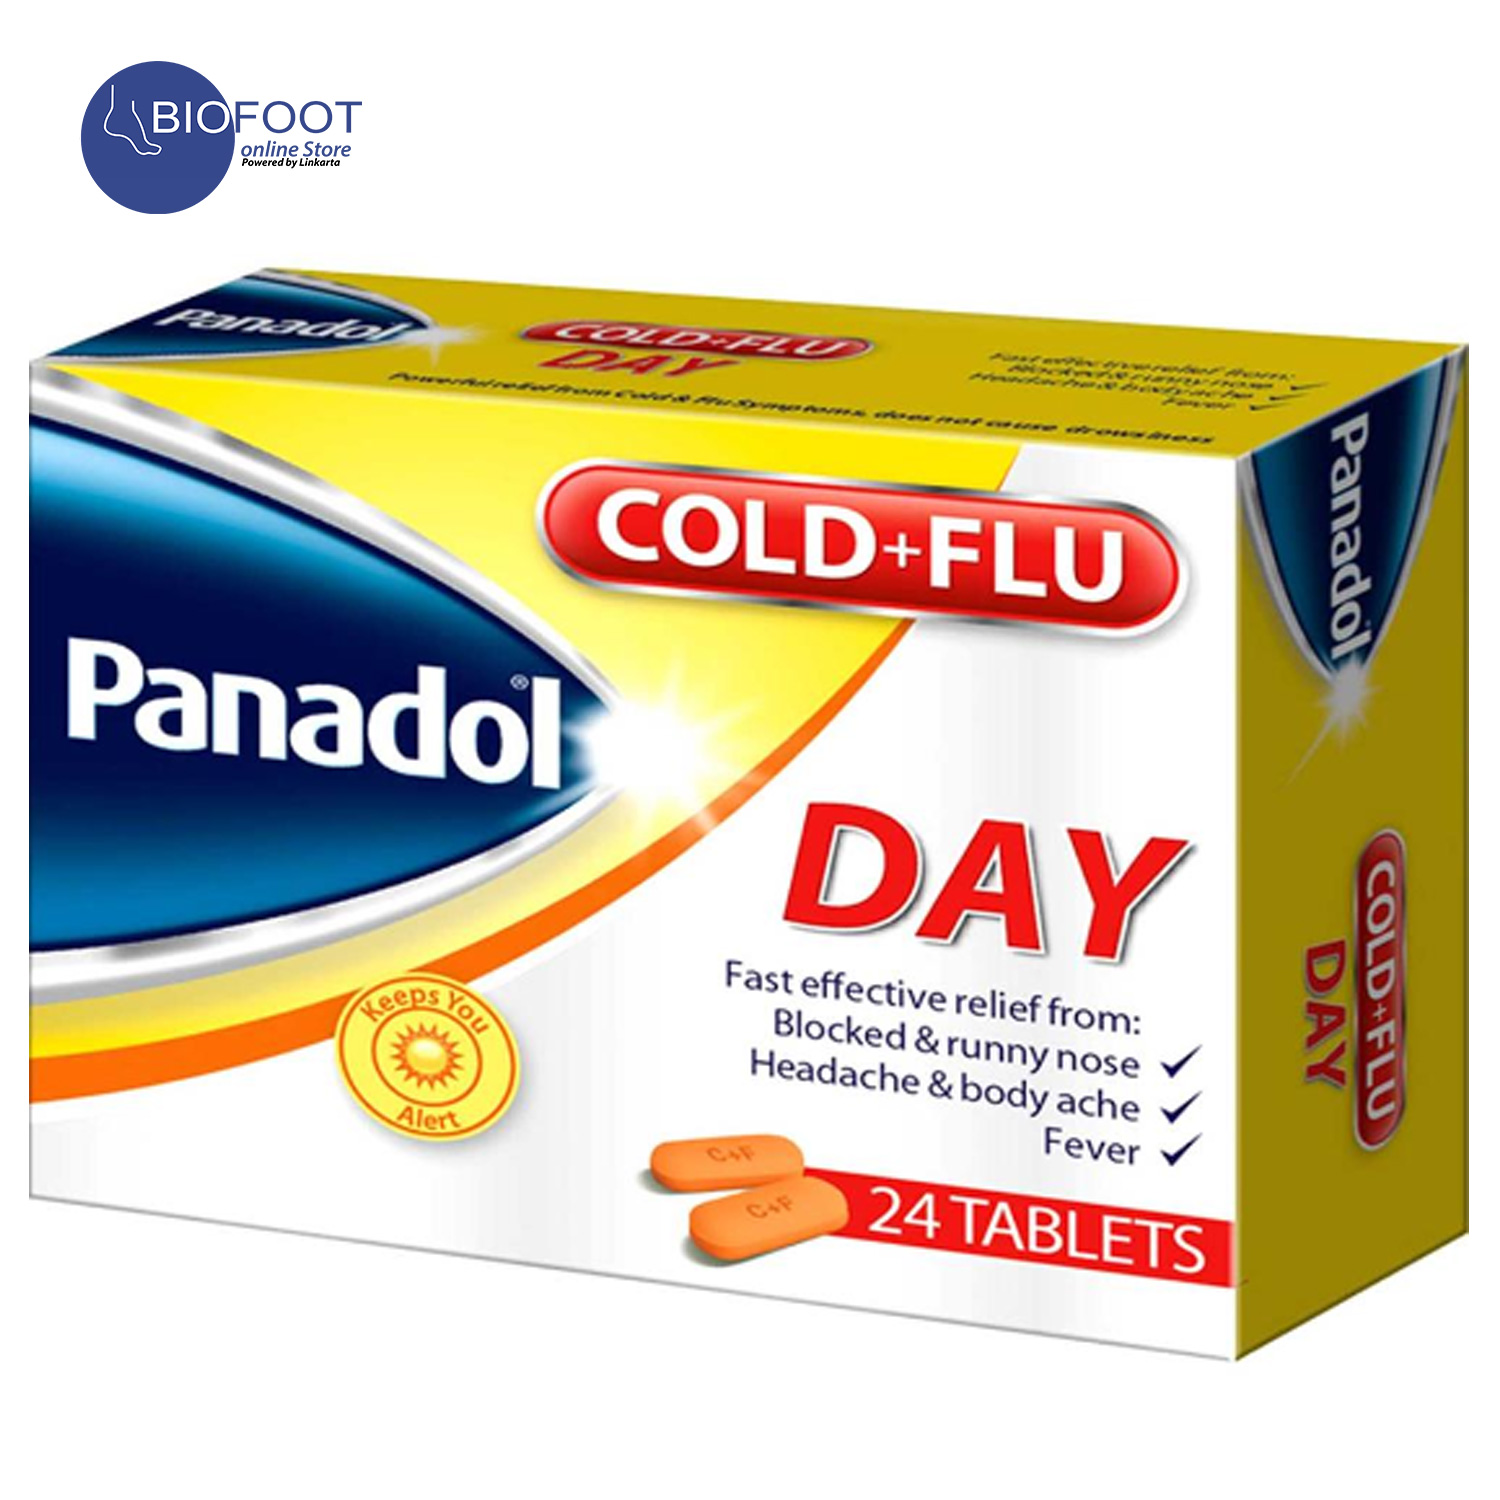 BIOFOOT
online Store
Powered by Linkarta
Panadol
COLD+FLU
DAY
Powerful relief from Cold & Flu Symptoms, does not cause drowsiness
Fast effective relief from:
Blocked & runny nose ✓
Headache & body ache ✓
Fever ✓
Panadol®
COLD+FLU
DAY
Fast effective relief from:
Blocked & runny nose ✓
Headache & body ache ✓
Fever ✓
Keeps You
Alert
C+F
C+F
24 TABLETS
Panadol
COLD+FLU
DAY